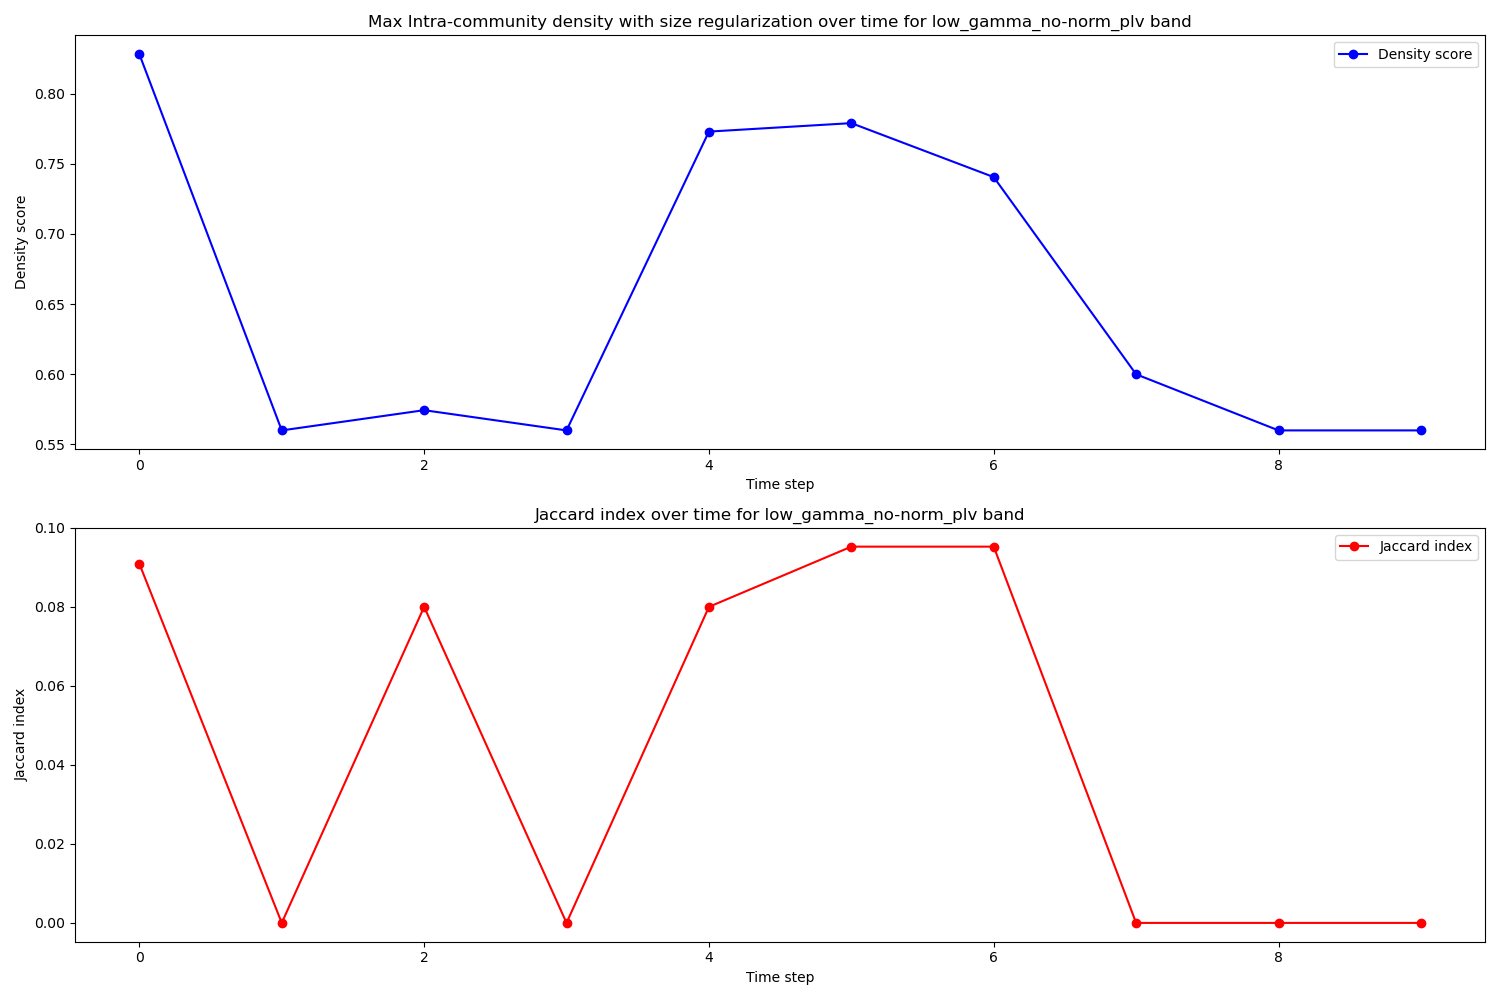 Max Intra-community density with size regularization over time for low_gamma_no-norm_plv band
Density score
0.80
0.75
0.70
0.65
0.60
0.55
Density score
0 2 4 6 8
Time step
Jaccard index over time for low_gamma_no-norm_plv band
Jaccard index
0.10
0.08
0.06
0.04
0.02
0.00
Jaccard index
0 2 4 6 8
Time step